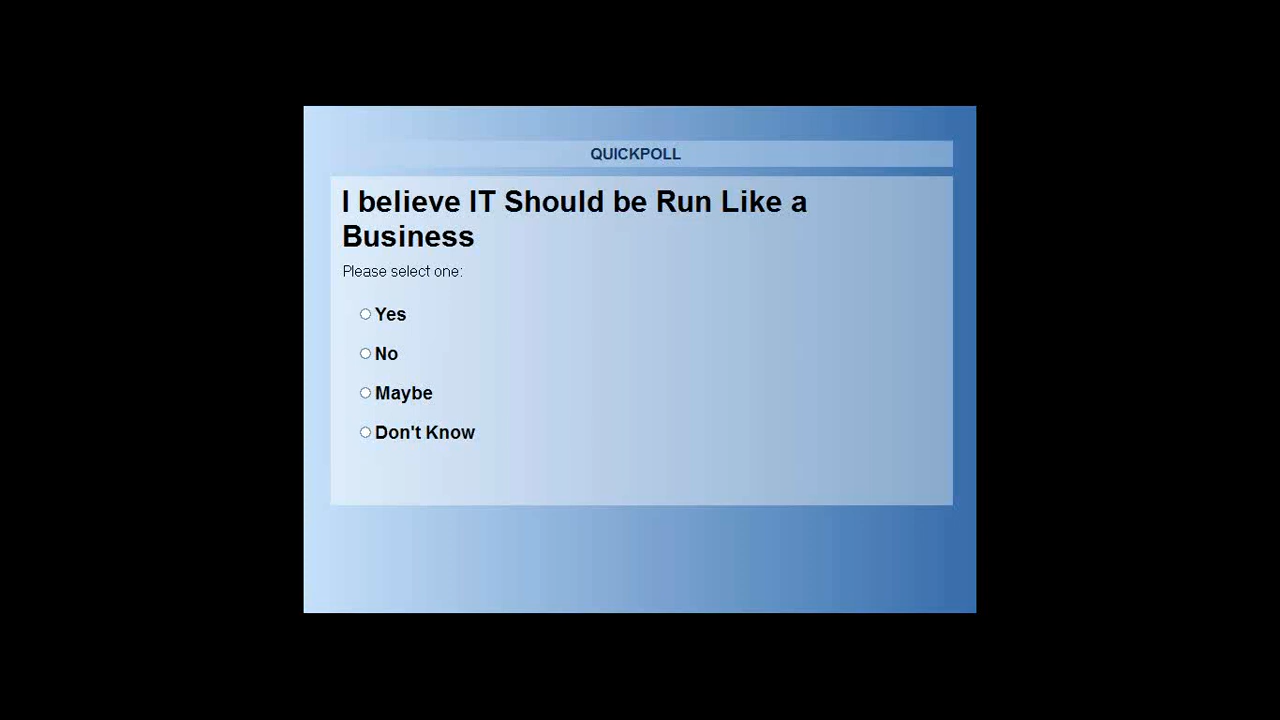 QUICKPOLL
I believe IT Should be Run Like a
Business
Please select one:
Yes
No
Maybe
Don't Know